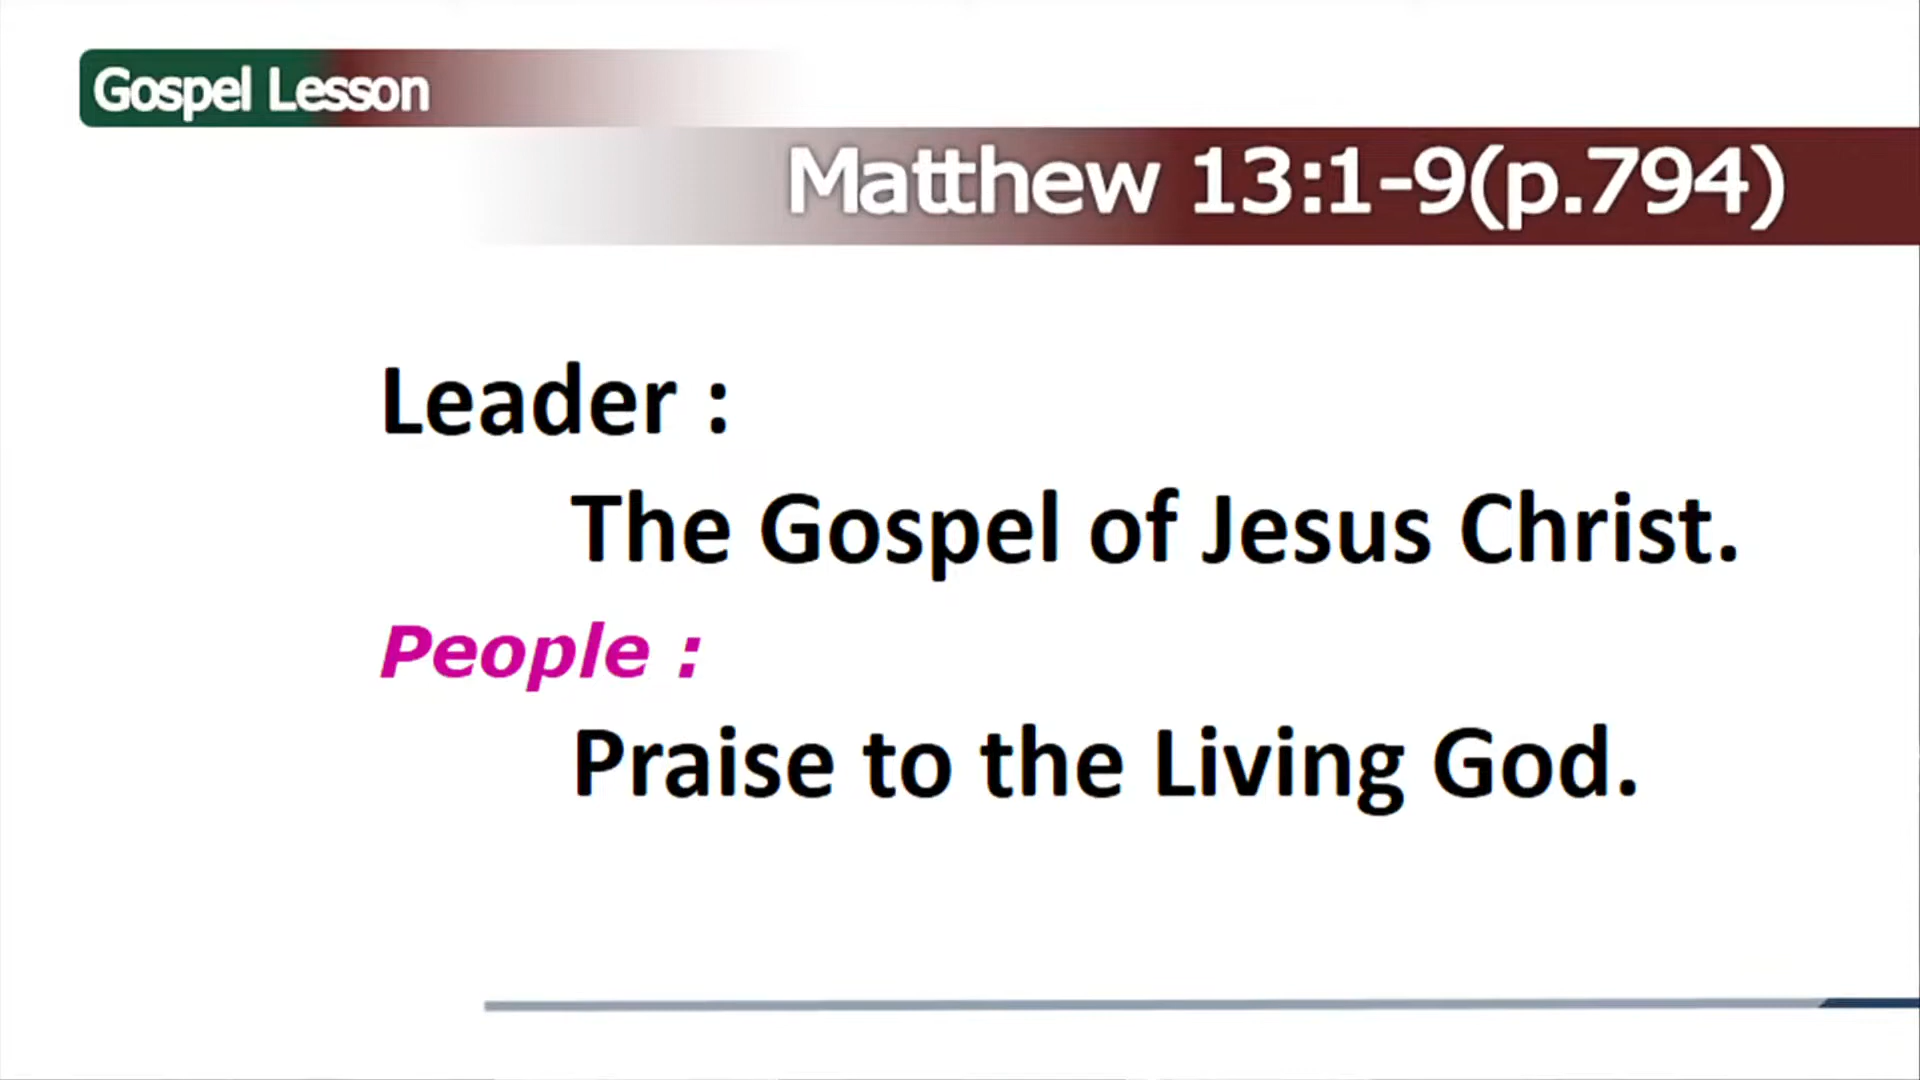 Gospel Lesson
Matthew 13:1-9(p.794)
Leader :
The Gospel of Jesus Christ.
People :
Praise to the Living God.